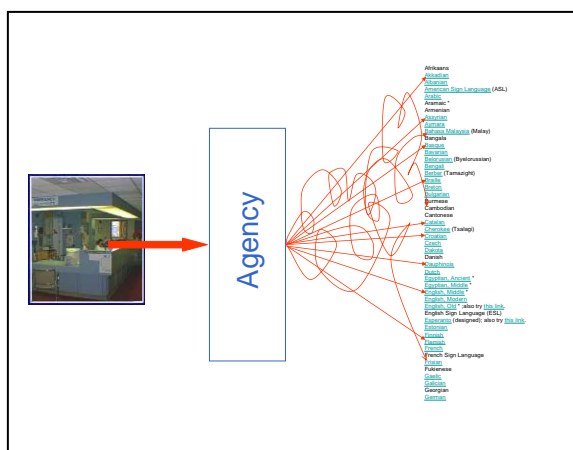 Agency
Afrikaans
Akkadian
Albanian
American Sign Language (ASL)
Arabic
Aramaic *
Armenian
Assyrian
Aymara
Bahasa Malaysia (Malay)
Bangala
Basque
Bavarian
Belorusian (Byelorussian)
Bengali
Berber (Tamazight)
Braille
Breton
Bulgarian
Burmese
Cambodian
Cantonese
Catalan
Cherokee (Tsalagi)
Croatian
Czech
Dakota
Danish
Dauphinois
Dutch
Egyptian, Ancient *
Egyptian, Middle *
English, Middle *
English, Modern
English, Old * ;also try this link.
English Sign Language (ESL)
Esperanto (designed); also try this link.
Estonian
Finnish
Flemish
French
French Sign Language
Frisian
Fukienese
Gaelic
Galician
Georgian
German